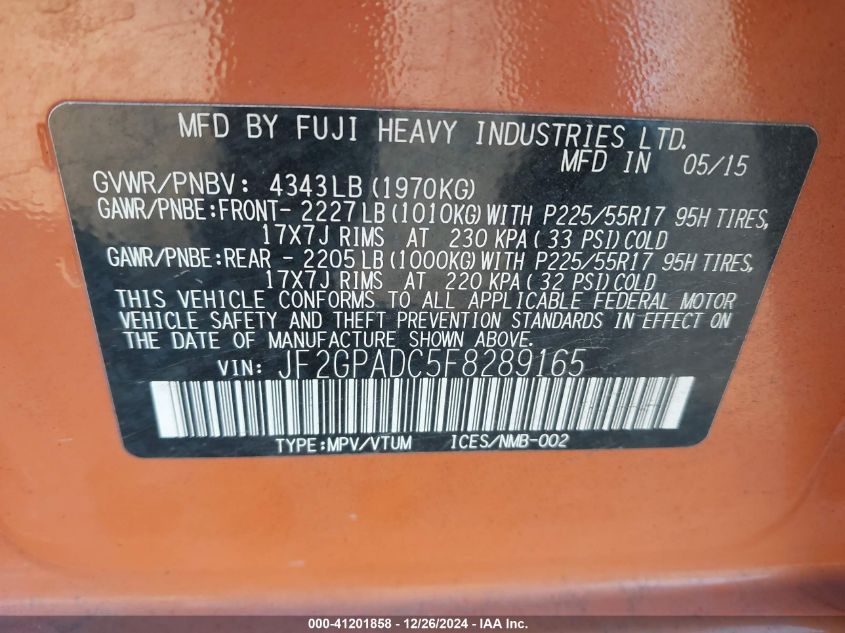 MFD BY FUJI HEAVY INDUSTRIES LTD.
MFD IN 05/15
GVWR/PNBV: 4343LB (1970KG)
GAWR/PNBE:FRONT- 2227LB(1010KG)WITH P225/55R17 95H TIRES,
17X7J RIMS AT 230 KPA( 33 PSI)COLD
GAWR/PNBE:REAR - 2205LB(1000KG)WITH P225/55R17 95H TIRES,
17X7J RIMS AT 220 KPA( 32 PSI)COLD
THIS VEHICLE CONFORMS TO ALL APPLICABLE FEDERAL MOTOR
VEHICLE SAFETY AND THEFT PREVENTION STANDARDS IN EFFECT ON
THE DATE OF MANUFACTURE SHOWN ABOVE.
VIN: JF2GPADC5F8289165
TYPE:MPV/VTUM ICES/NMB-002
000-41201858 - 12/26/2024 - IAA Inc.